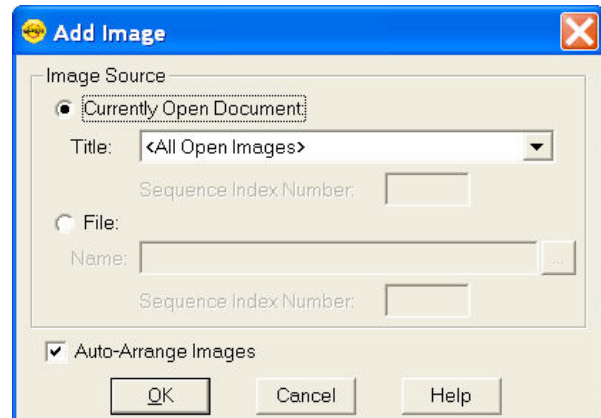 Add Image
Image Source
Currently Open Document:
Title: <All Open Images>
Sequence Index Number:
File:
Name: ...
Sequence Index Number:
Auto-Arrange Images
OK Cancel Help